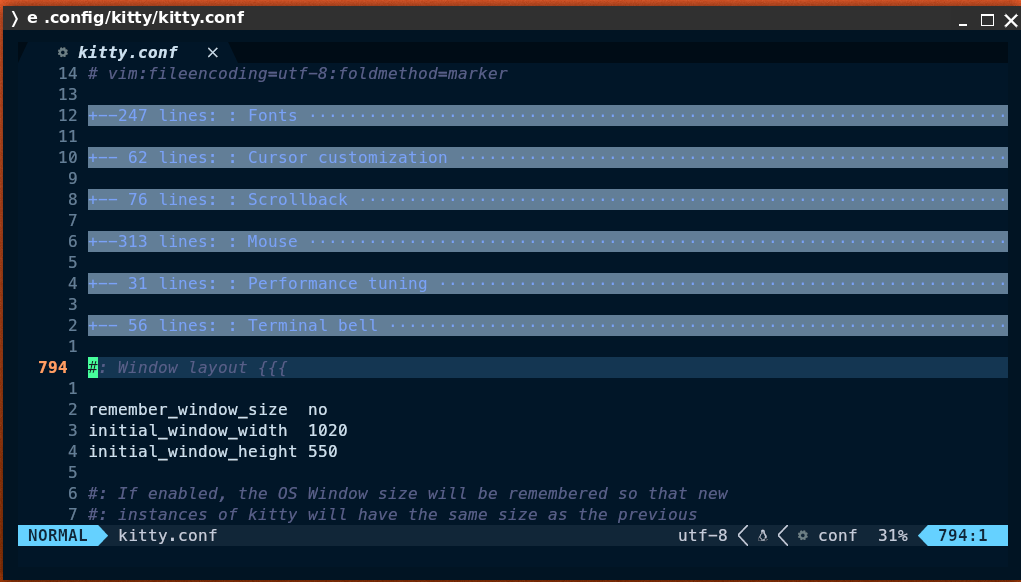 ❯ e .config/kitty/kitty.conf
kitty.conf ×
14 # vim:fileencoding=utf-8:foldmethod=marker
13
12 +--247 lines: : Fonts ······································································
11
10 +-- 62 lines: : Cursor customization ·······················································
9
8 +-- 76 lines: : Scrollback ·································································
7
6 +--313 lines: : Mouse ······································································
5
4 +-- 31 lines: : Performance tuning ·························································
3
2 +-- 56 lines: : Terminal bell ······························································
1
794 #: Window layout {{{
1
2 remember_window_size  no
3 initial_window_width  1020
4 initial_window_height 550
5
6 #: If enabled, the OS Window size will be remembered so that new
7 #: instances of kitty will have the same size as the previous
NORMAL kitty.conf utf-8 conf 31% 794:1